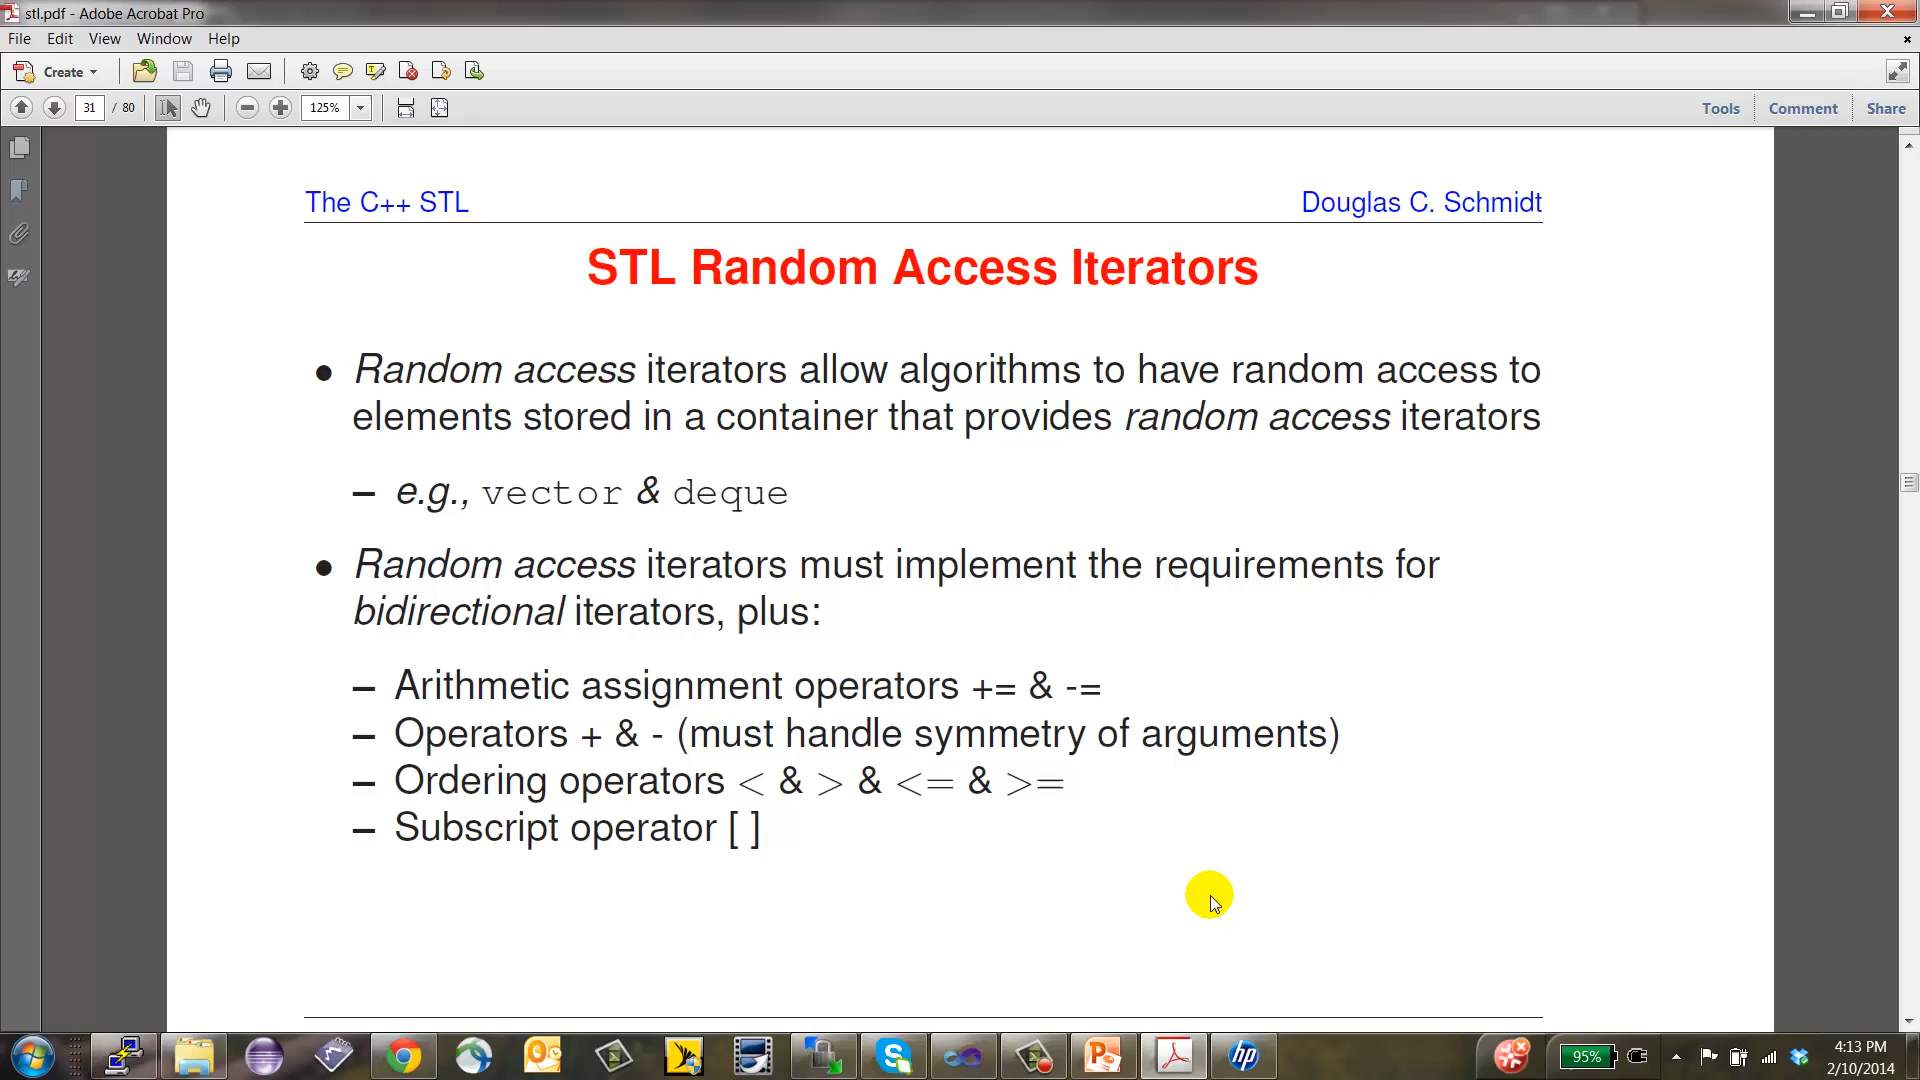 stl.pdf - Adobe Acrobat Pro
File Edit View Window Help
Create
31 / 80 125% Tools Comment Share
The C++ STL Douglas C. Schmidt
STL Random Access Iterators
• Random access iterators allow algorithms to have random access to
elements stored in a container that provides random access iterators
– e.g., vector & deque
• Random access iterators must implement the requirements for
bidirectional iterators, plus:
– Arithmetic assignment operators += & -=
– Operators + & - (must handle symmetry of arguments)
– Ordering operators < & > & <= & >=
– Subscript operator [ ]
95%
4:13 PM
2/10/2014
hp